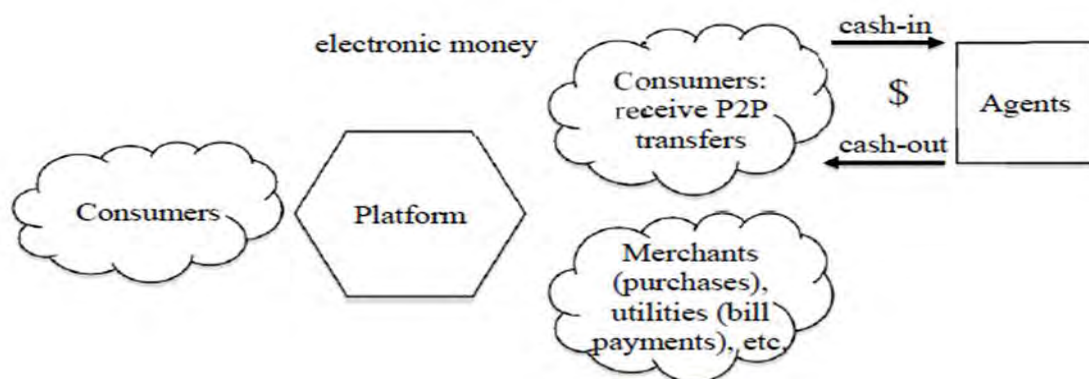 electronic money
cash-in
Consumers:
receive P2P
transfers
$
Agents
cash-out
Consumers
Platform
Merchants
(purchases),
utilities (bill
payments), etc.